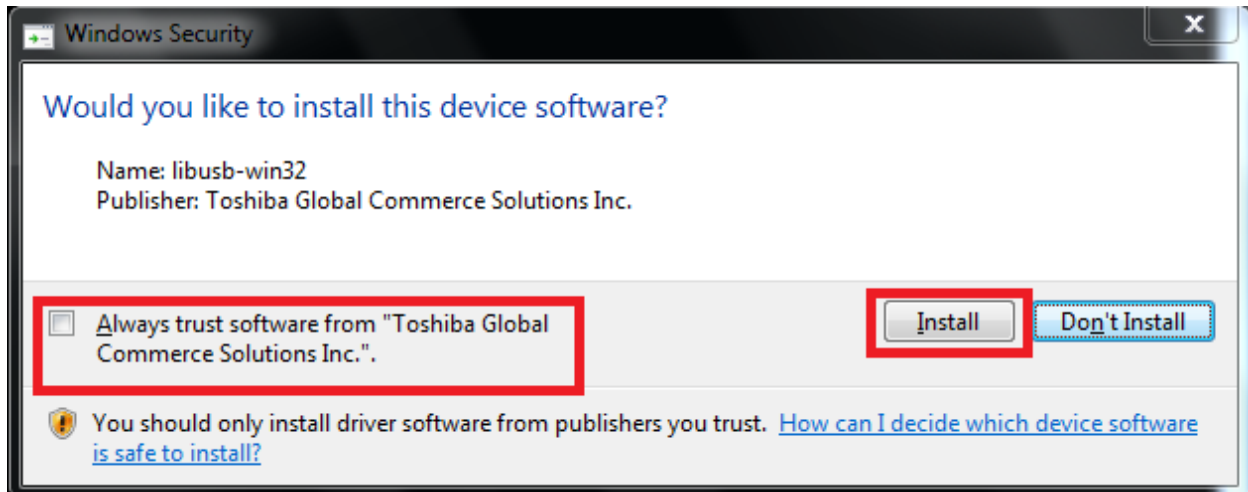 Windows Security
X
Would you like to install this device software?
Name: libusb-win32
Publisher: Toshiba Global Commerce Solutions Inc.
Always trust software from "Toshiba Global
Commerce Solutions Inc.".
Install
Don't Install
You should only install driver software from publishers you trust. How can I decide which device software
is safe to install?